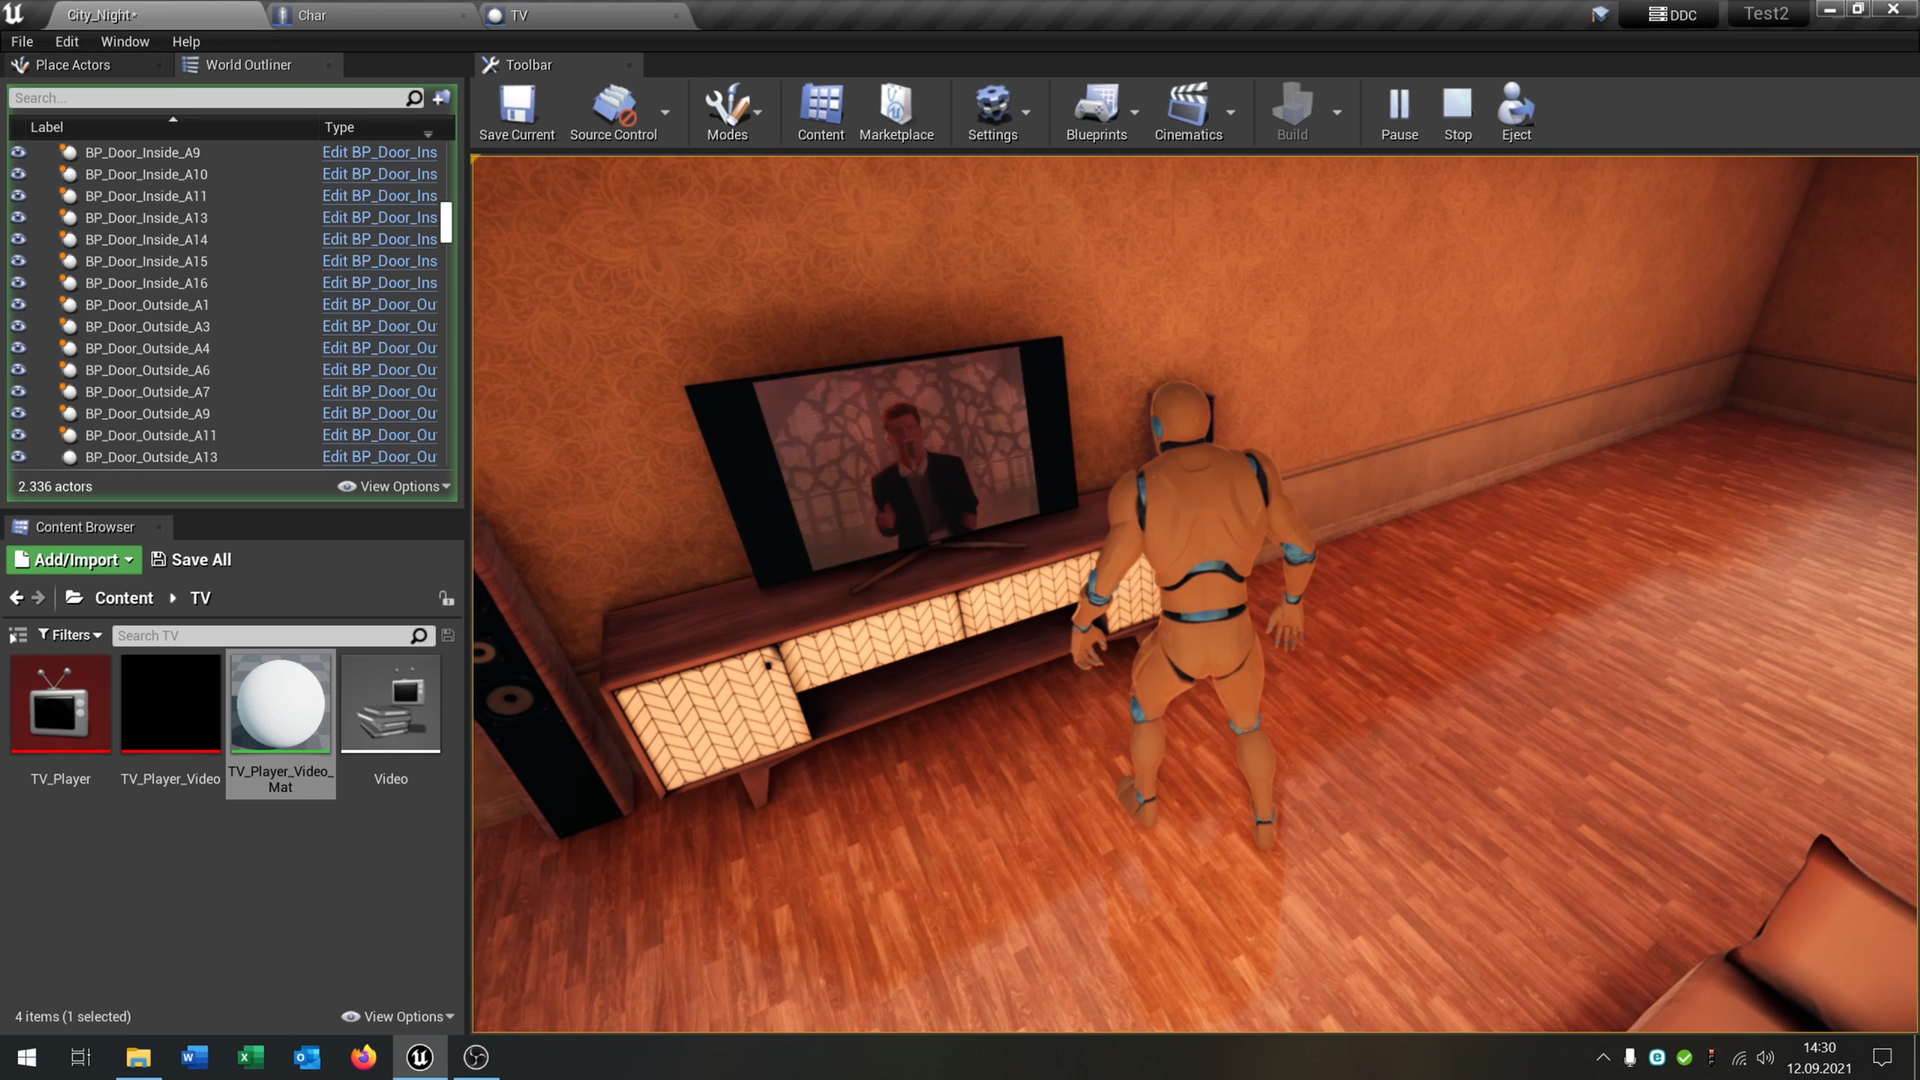 City_Night•
Char
TV
DDC
Test2
File
Edit
Window
Help
Place Actors
World Outliner
Toolbar
Search...
Save Current
Source Control
Modes
Content
Marketplace
Settings
Blueprints
Cinematics
Build
Pause
Stop
Eject
Label
Type
BP_Door_Inside_A9
Edit BP_Door_Ins
BP_Door_Inside_A10
Edit BP_Door_Ins
BP_Door_Inside_A11
Edit BP_Door_Ins
BP_Door_Inside_A13
Edit BP_Door_Ins
BP_Door_Inside_A14
Edit BP_Door_Ins
BP_Door_Inside_A15
Edit BP_Door_Ins
BP_Door_Inside_A16
Edit BP_Door_Ins
BP_Door_Outside_A1
Edit BP_Door_Ou
BP_Door_Outside_A3
Edit BP_Door_Ou
BP_Door_Outside_A4
Edit BP_Door_Ou
BP_Door_Outside_A6
Edit BP_Door_Ou
BP_Door_Outside_A7
Edit BP_Door_Ou
BP_Door_Outside_A9
Edit BP_Door_Ou
BP_Door_Outside_A11
Edit BP_Door_Ou
BP_Door_Outside_A13
Edit BP_Door_Ou
2.336 actors
View Options
Content Browser
Add/Import
Save All
Content
TV
Filters
Search TV
TV_Player
TV_Player_Video
TV_Player_Video_
Mat
Video
4 items (1 selected)
View Options
14:30
12.09.2021